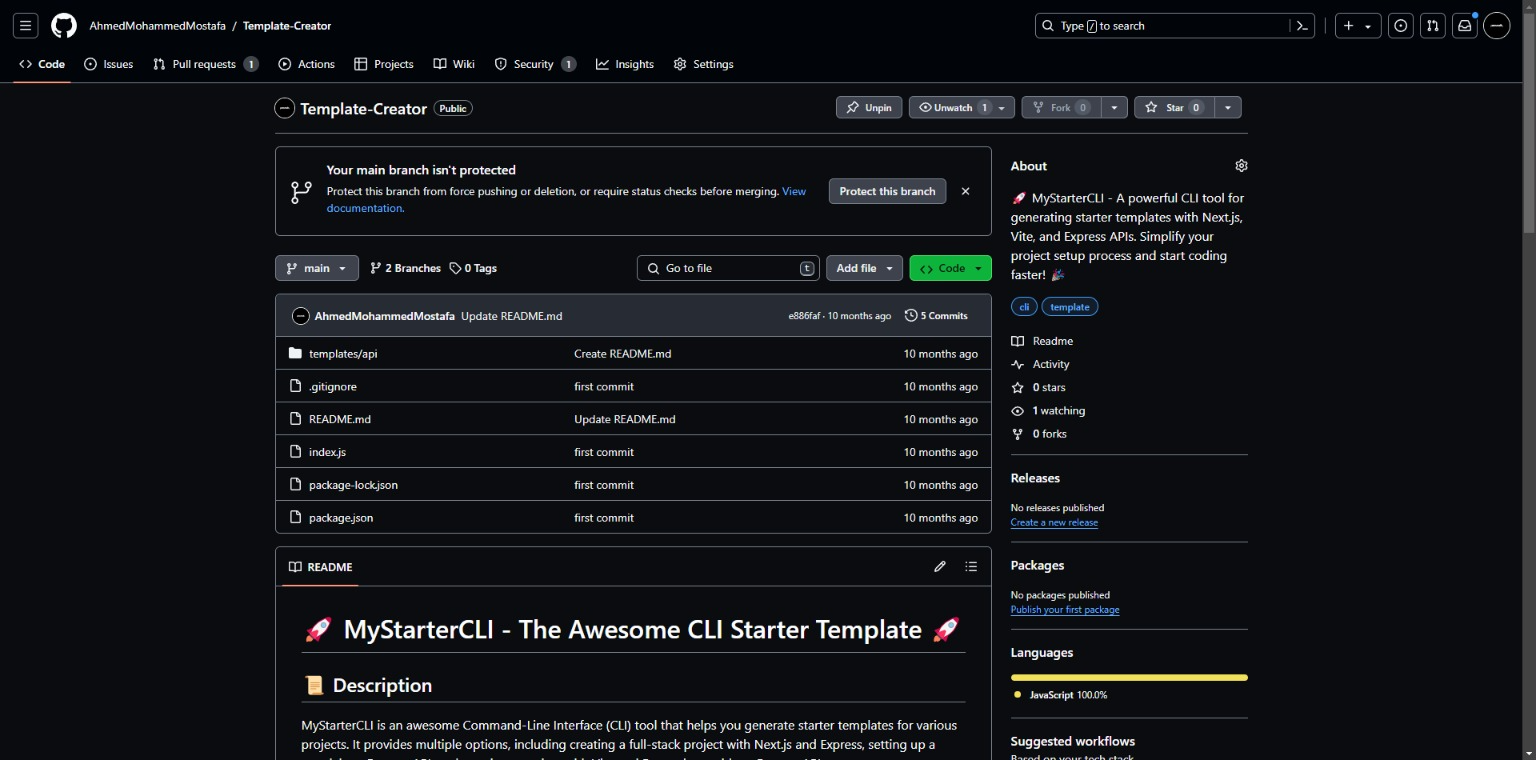 AhmedMohammedMostafa / Template-Creator
Type / to search
Code Issues Pull requests 1 Actions Projects Wiki Security 1 Insights Settings
Template-Creator Public
Unpin Unwatch 1 Fork 0 Star 0
Your main branch isn't protected
Protect this branch from force pushing or deletion, or require status checks before merging. View
documentation.
Protect this branch
main 2 Branches 0 Tags
Go to file t Add file Code
AhmedMohammedMostafa Update README.md e886faf · 10 months ago 5 Commits
templates/api Create README.md 10 months ago
.gitignore first commit 10 months ago
README.md Update README.md 10 months ago
index.js first commit 10 months ago
package-lock.json first commit 10 months ago
package.json first commit 10 months ago
README
🚀 MyStarterCLI - The Awesome CLI Starter Template 🚀
📜 Description
MyStarterCLI is an awesome Command-Line Interface (CLI) tool that helps you generate starter templates for various
projects. It provides multiple options, including creating a full-stack project with Next.js and Express, setting up a
About
🚀 MyStarterCLI - A powerful CLI tool for
generating starter templates with Next.js,
Vite, and Express APIs. Simplify your
project setup process and start coding
faster! 🎉
cli template
Readme
Activity
0 stars
1 watching
0 forks
Releases
No releases published
Create a new release
Packages
No packages published
Publish your first package
Languages
JavaScript 100.0%
Suggested workflows
Based on your tech stack